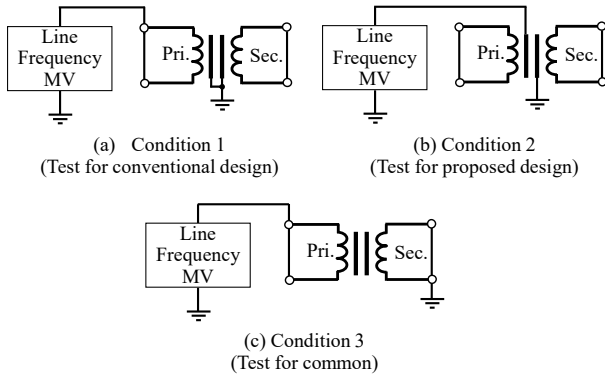 Line
Frequency
MV
Pri.
Sec.
(a) Condition 1
(Test for conventional design)
Line
Frequency
MV
Pri.
Sec.
(b) Condition 2
(Test for proposed design)
Line
Frequency
MV
Pri.
Sec.
(c) Condition 3
(Test for common)